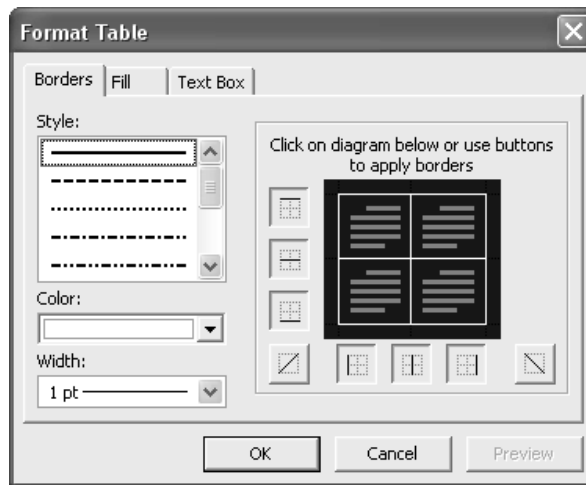 Format Table
Borders
Fill
Text Box
Style:
Click on diagram below or use buttons
to apply borders
Color:
Width:
1 pt
OK
Cancel
Preview